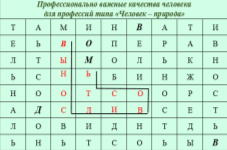 Профессионально важные качества человека
для профессий типа «Человек – природа»
Т А М И Н В А Т И
Е Ь В О П Е Р А В
Л Т Ы М О Л Ь К Н
Ь С Н Ь Б И Н Ж О
Н О О Т С О О Р С
А Д С Л И В С Т Ь
Л О В И Д Н Т Д Ь
Ь Н Ь Т С О Ь Ы В